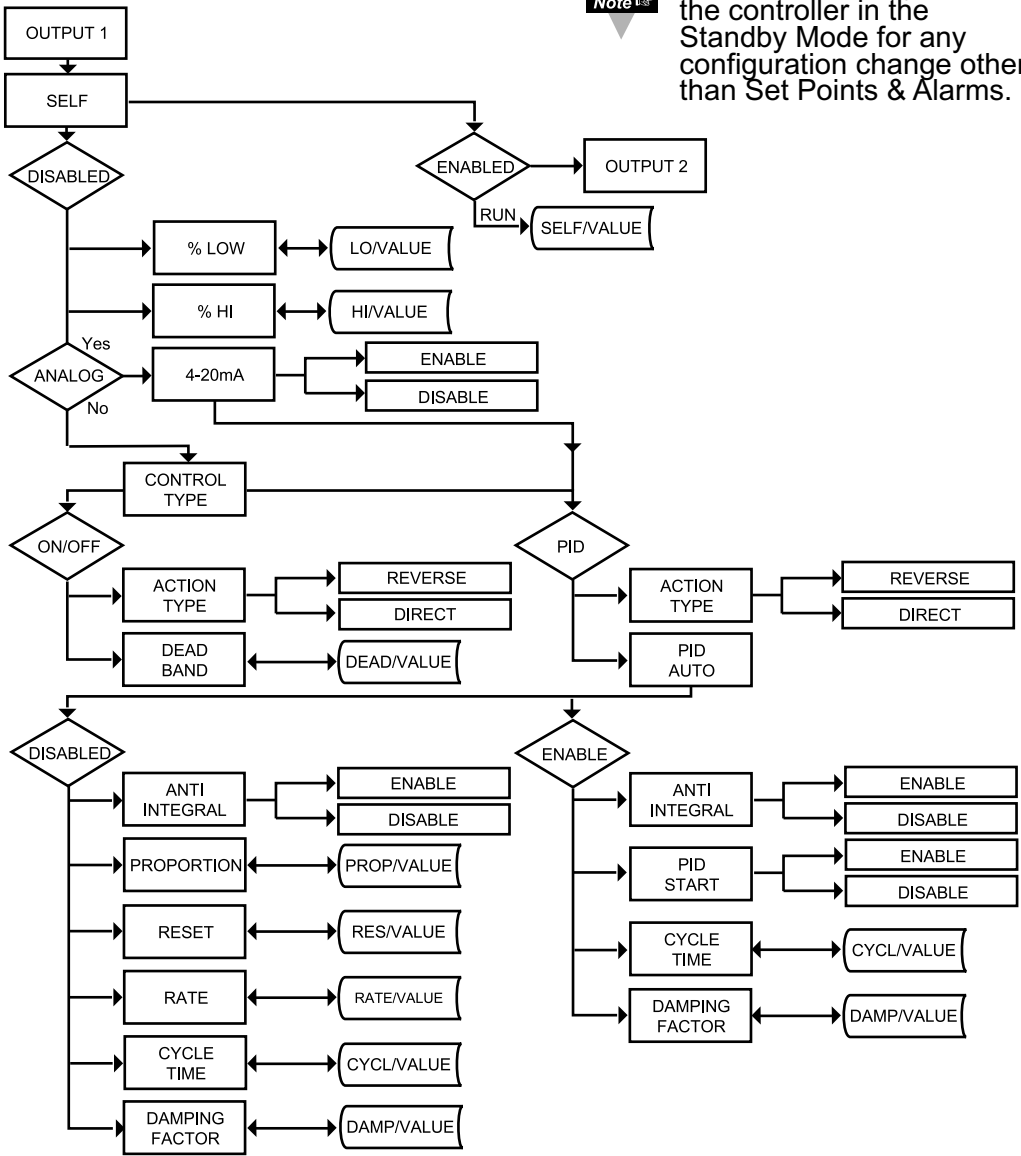 Note
the controller in the
Standby Mode for any
configuration change other
than Set Points & Alarms.
OUTPUT 1
SELF
DISABLED
ENABLED
OUTPUT 2
RUN
SELF/VALUE
% LOW
LO/VALUE
% HI
HI/VALUE
Yes
ANALOG
No
4-20mA
ENABLE
DISABLE
CONTROL
TYPE
ON/OFF
PID
ACTION
TYPE
REVERSE
DIRECT
DEAD
BAND
DEAD/VALUE
ACTION
TYPE
REVERSE
DIRECT
PID
AUTO
DISABLED
ANTI
INTEGRAL
ENABLE
DISABLE
PROPORTION
PROP/VALUE
RESET
RES/VALUE
RATE
RATE/VALUE
CYCLE
TIME
CYCL/VALUE
DAMPING
FACTOR
DAMP/VALUE
ENABLE
ANTI
INTEGRAL
ENABLE
DISABLE
PID
START
ENABLE
DISABLE
CYCLE
TIME
CYCL/VALUE
DAMPING
FACTOR
DAMP/VALUE